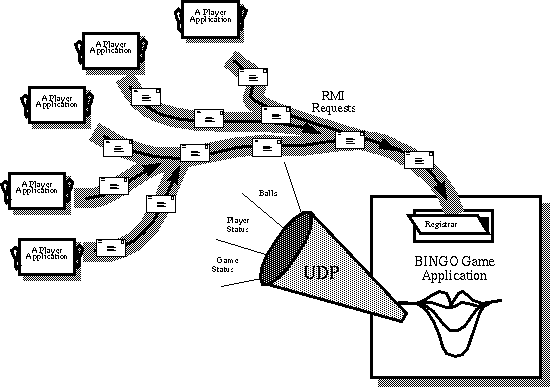 A Player
Application
A Player
Application
A Player
Application
A Player
Application
A Player
Application
RMI
Requests
Balls
Player
Status
Game
Status
UDP
Registrar
BINGO Game
Application